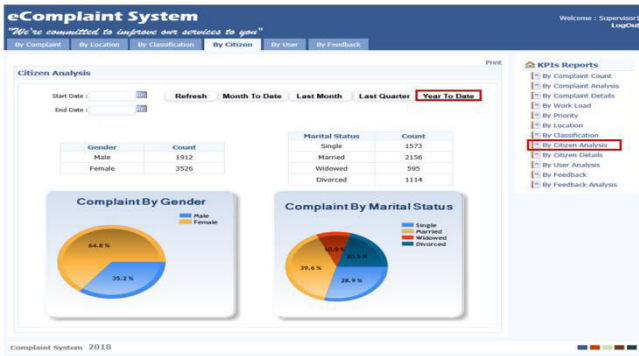 eComplaint System
"We're committed to improve our services to you"
Welcome : Supervisor1
LogOut
By Complaint By Location By Classification By Citizen By User By Feedback
Print
Citizen Analysis
Start Date :
End Date :
Refresh Month To Date Last Month Last Quarter Year To Date
Gender Count
Male 1912
Female 3526
Marital Status Count
Single 1573
Married 2156
Widowed 595
Divorced 1114
Complaint By Gender
Male
Female
64.8 %
35.2 %
Complaint By Marital Status
Single
Married
Widowed
Divorced
10.9 %
20.5 %
39.6 %
28.9 %
KPIs Reports
By Complaint Count
By Complaint Analysis
By Complaint Details
By Work Load
By Priority
By Location
By Classification
By Citizen Analysis
By Citizen Details
By User Analysis
By Feedback
By Feedback Analysis
Complaint System 2018